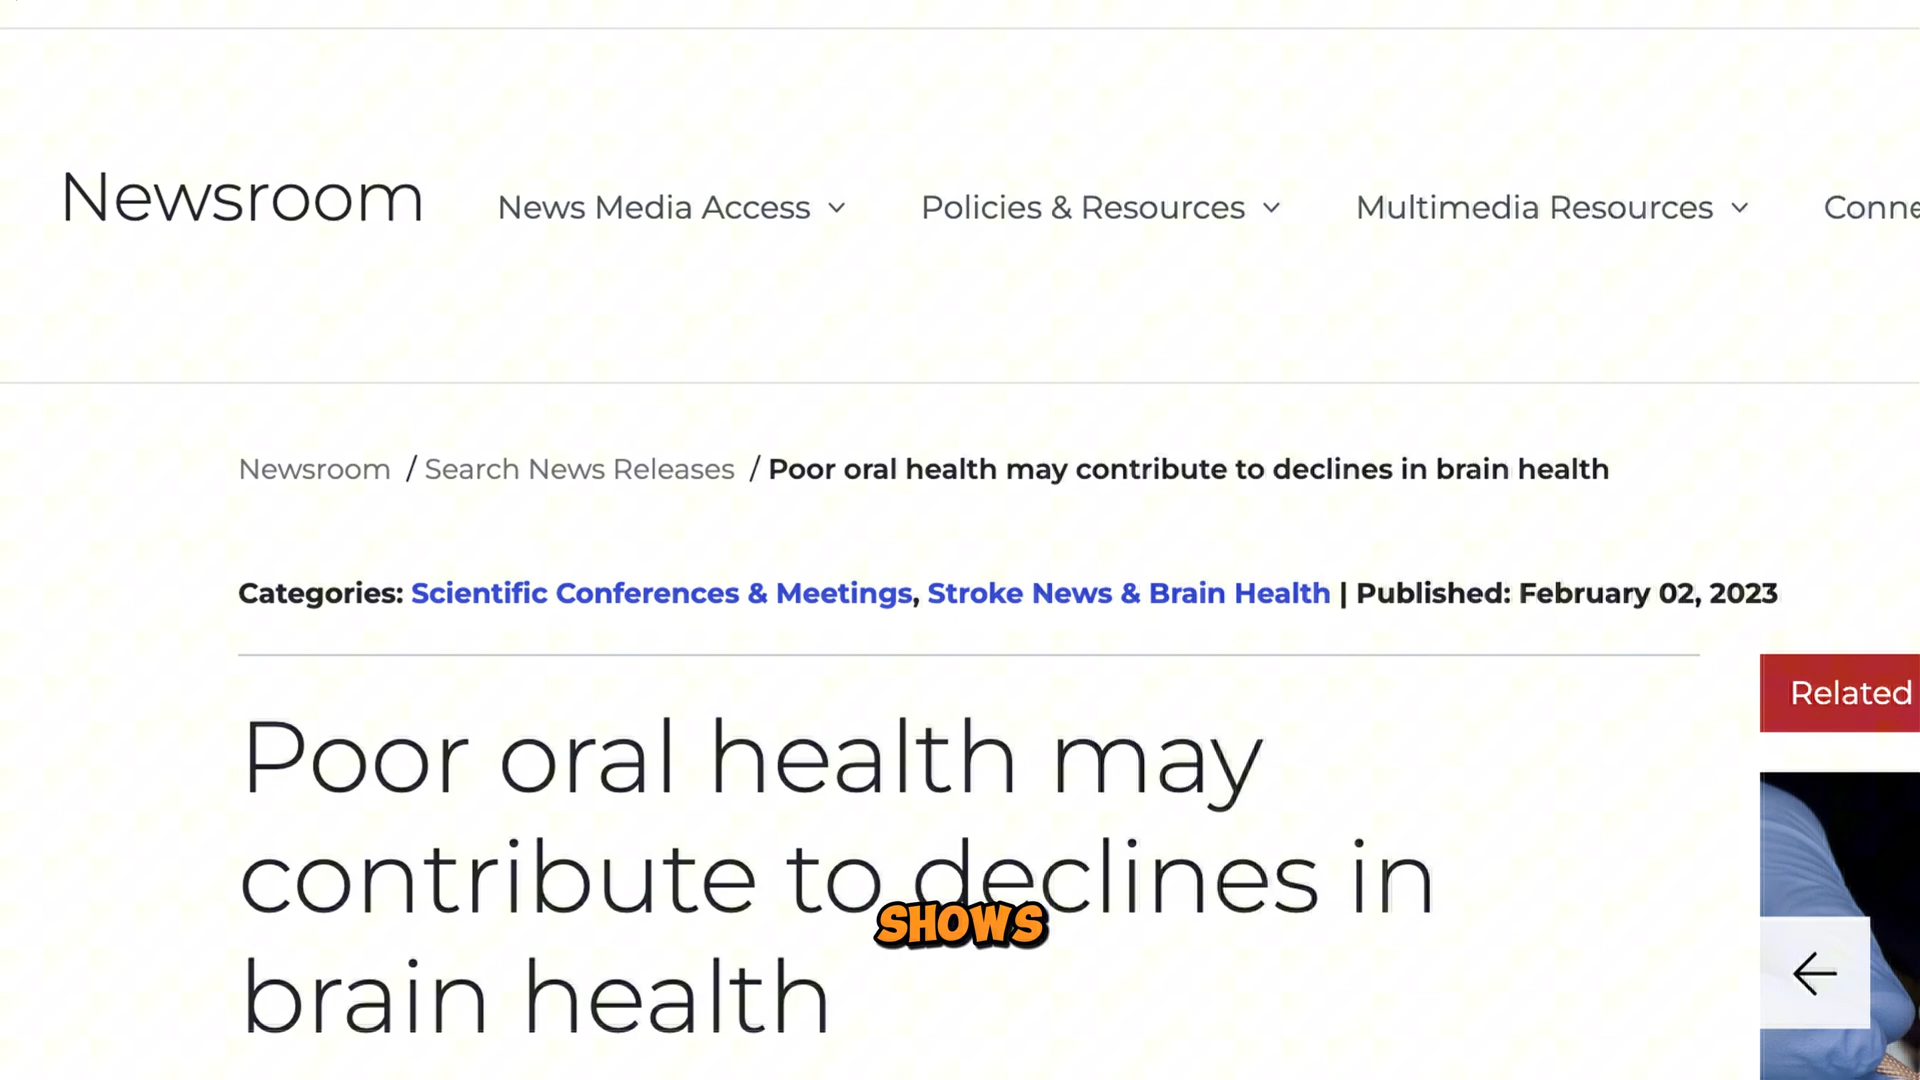 Newsroom
News Media Access
Policies & Resources
Multimedia Resources
Conne
Newsroom / Search News Releases / Poor oral health may contribute to declines in brain health
Categories: Scientific Conferences & Meetings, Stroke News & Brain Health | Published: February 02, 2023
Related
Poor oral health may
contribute to declines in
SHOWS
brain health